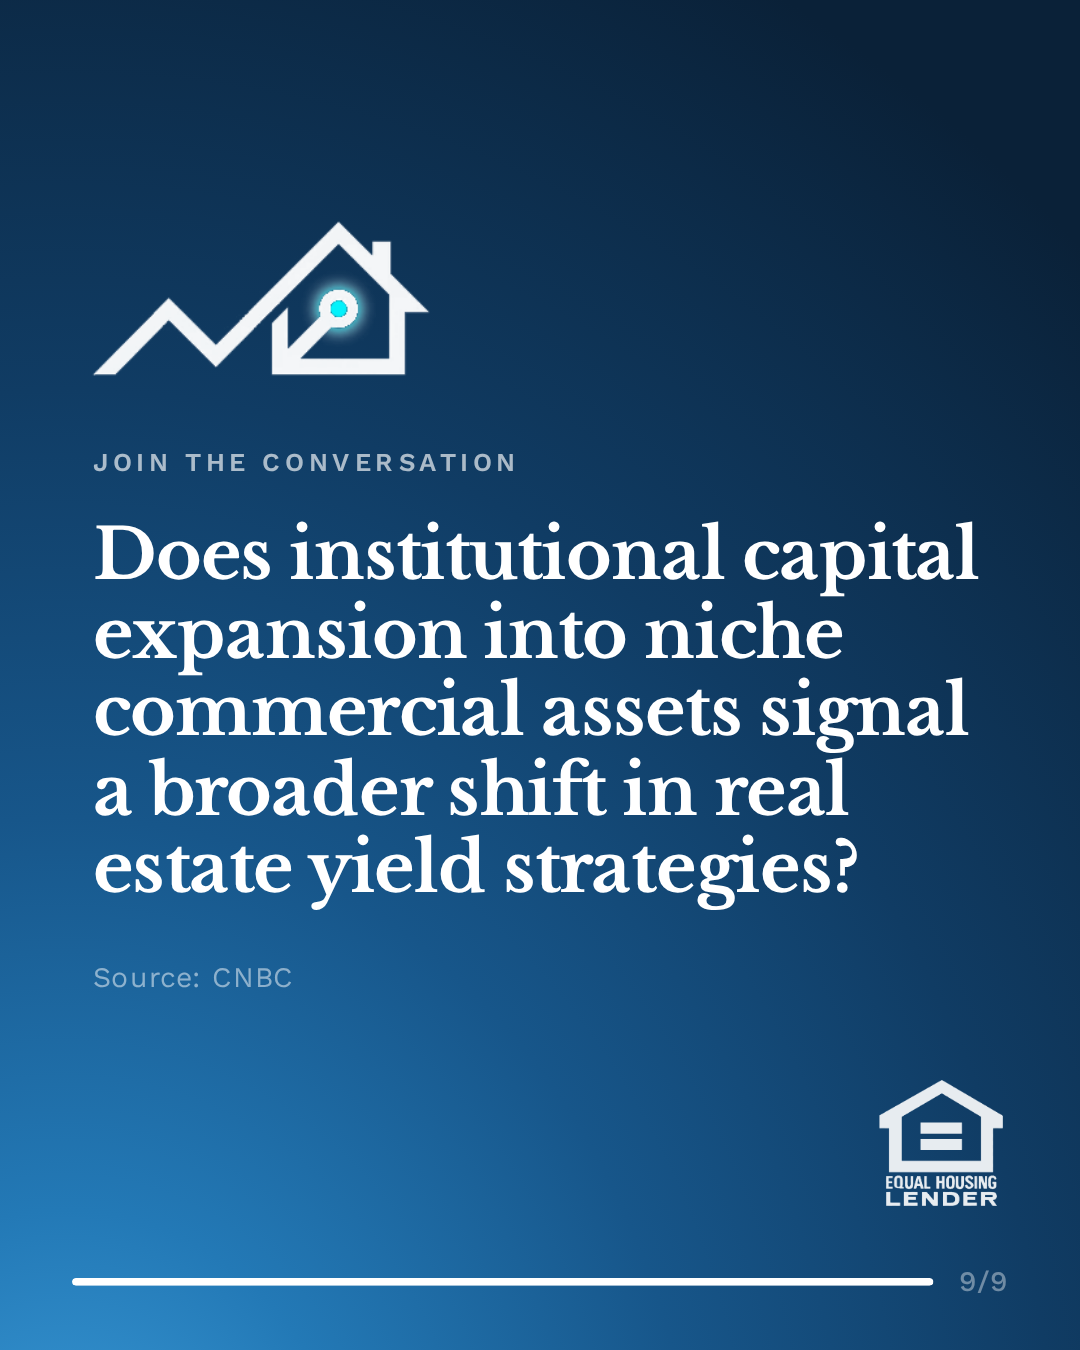 JOIN THE CONVERSATION
Does institutional capital
expansion into niche
commercial assets signal
a broader shift in real
estate yield strategies?
Source: CNBC
EQUAL HOUSING
LENDER
9/9